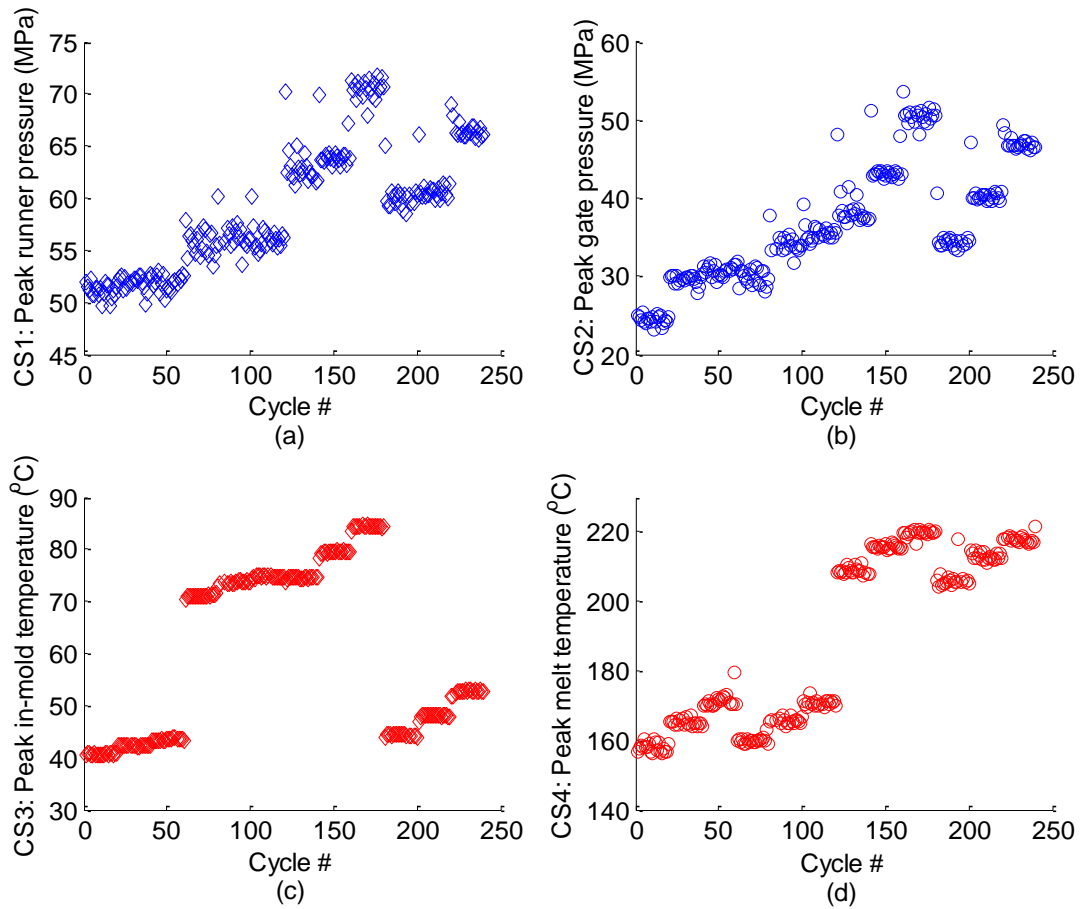 CS1: Peak runner pressure (MPa)
75
70
65
60
55
50
45
0 50 100 150 200 250
Cycle #
(a)
CS2: Peak gate pressure (MPa)
60
50
40
30
20
0 50 100 150 200 250
Cycle #
(b)
CS3: Peak in-mold temperature (⁰C)
90
80
70
60
50
40
30
0 50 100 150 200 250
Cycle #
(c)
CS4: Peak melt temperature (⁰C)
220
200
180
160
140
0 50 100 150 200 250
Cycle #
(d)